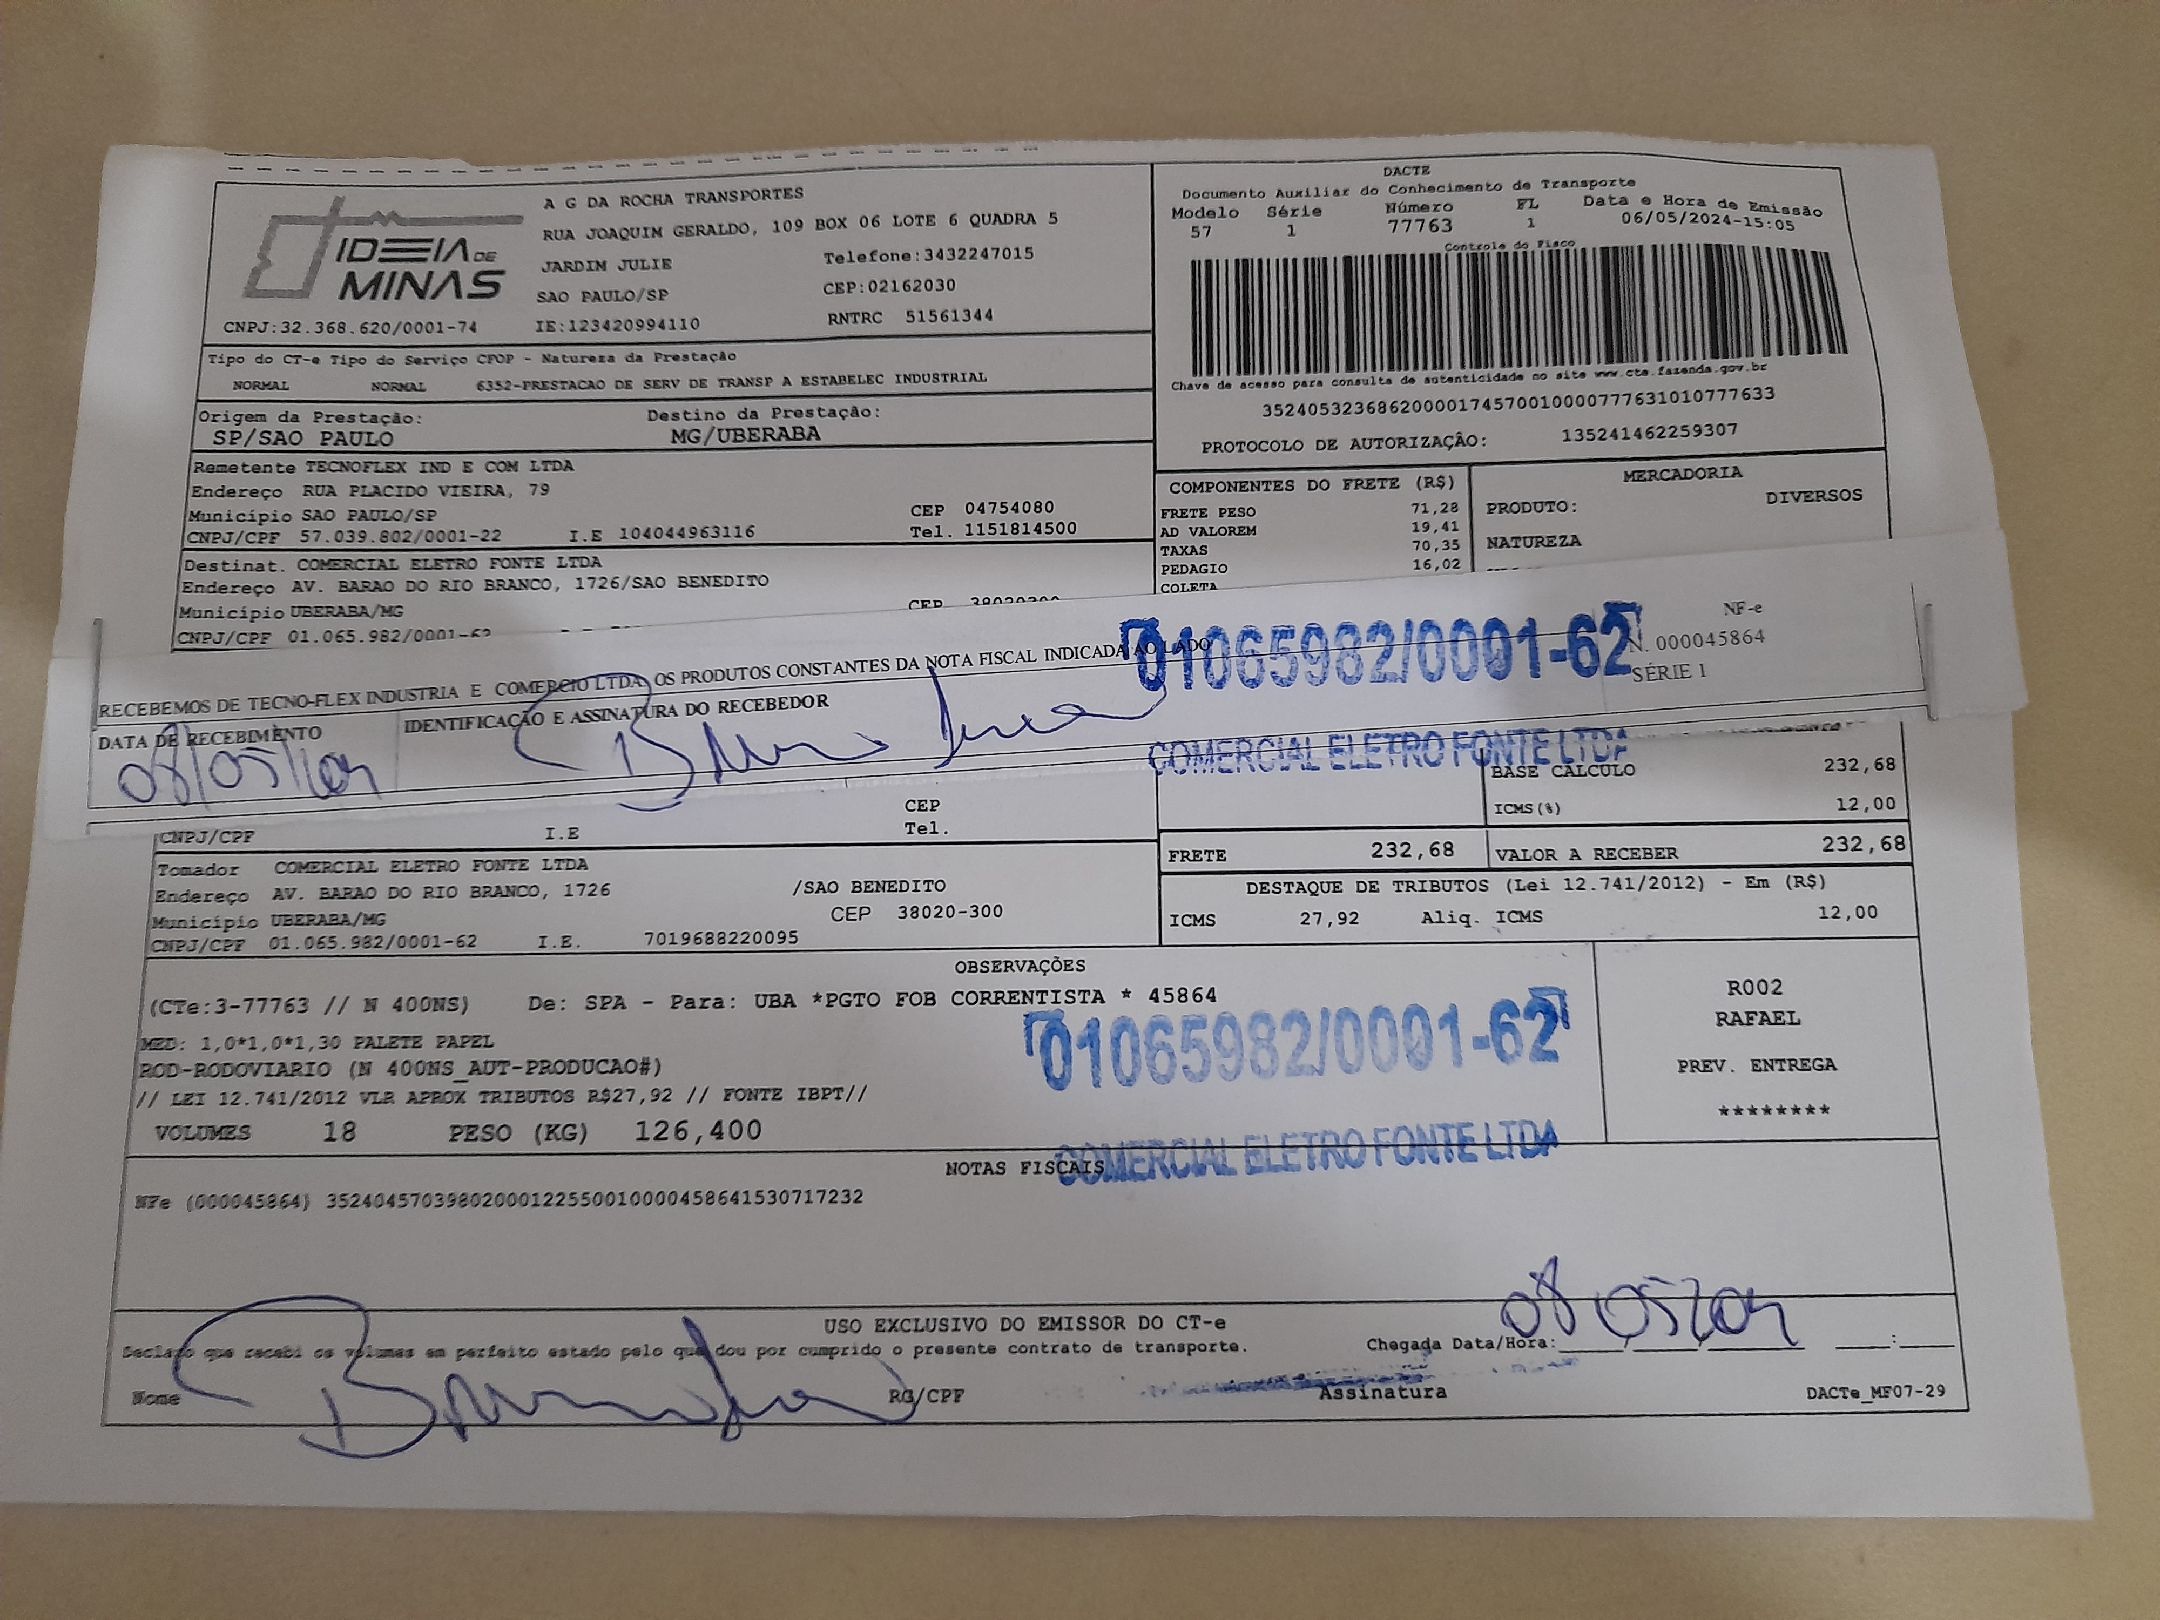 DACTE
Documento Auxiliar do Conhecimento de Transporte
Modelo Série Número FL Data e Hora de Emissão
57 1 77763 1 06/05/2024-15:05
Controle do Fisco
IDEIA DE
MINAS
A G DA ROCHA TRANSPORTES
RUA JOAQUIM GERALDO, 109 BOX 06 LOTE 6 QUADRA 5
JARDIM JULIE Telefone:3432247015
SAO PAULO/SP CEP:02162030
CNPJ:32.368.620/0001-74 IE:123420994110 RNTRC 51561344
Tipo do CT-e Tipo do Serviço CFOP - Natureza da Prestação
NORMAL NORMAL 6352-PRESTACAO DE SERV DE TRANSP A ESTABELEC INDUSTRIAL
Chave de acesso para consulta de autenticidade no site www.cte.fazenda.gov.br
35240532368620000174570010000777631010777633
PROTOCOLO DE AUTORIZAÇÃO: 135241462259307
Origem da Prestação: Destino da Prestação:
SP/SAO PAULO MG/UBERABA
Remetente TECNOFLEX IND E COM LTDA
Endereço RUA PLACIDO VIEIRA, 79
Município SAO PAULO/SP CEP 04754080
CNPJ/CPF 57.039.802/0001-22 I.E 104044963116 Tel. 1151814500
Destinat. COMERCIAL ELETRO FONTE LTDA
Endereço AV. BARAO DO RIO BRANCO, 1726/SAO BENEDITO
Município UBERABA/MG CEP 38020300
CNPJ/CPF 01.065.982/0001-62
COMPONENTES DO FRETE (R$)
FRETE PESO 71,28
AD VALOREM 19,41
TAXAS 70,35
PEDAGIO 16,02
COLETA
MERCADORIA
PRODUTO: DIVERSOS
NATUREZA
RECEBEMOS DE TECNO-FLEX INDUSTRIA E COMERCIO LTDA OS PRODUTOS CONSTANTES DA NOTA FISCAL INDICADA AO LADO
NF-e
N. 000045864
SÉRIE 1
01065982/0001-62
DATA DE RECEBIMENTO IDENTIFICAÇÃO E ASSINATURA DO RECEBEDOR
COMERCIAL ELETRO FONTE LTDA
BASE CALCULO 232,68
ICMS(%) 12,00
CEP
CNPJ/CPF I.E Tel.
FRETE 232,68 VALOR A RECEBER 232,68
Tomador COMERCIAL ELETRO FONTE LTDA
Endereço AV. BARAO DO RIO BRANCO, 1726 /SAO BENEDITO
Município UBERABA/MG CEP 38020-300
CNPJ/CPF 01.065.982/0001-62 I.E. 7019688220095
DESTAQUE DE TRIBUTOS (Lei 12.741/2012) - Em (R$)
ICMS 27,92 Aliq. ICMS 12,00
OBSERVAÇÕES
(CTe:3-77763 // N 400NS) De: SPA - Para: UBA *PGTO FOB CORRENTISTA * 45864
MED: 1,0*1,0*1,30 PALETE PAPEL
ROD-RODOVIARIO (N 400NS_AUT-PRODUCAO#)
// LEI 12.741/2012 VLR APROX TRIBUTOS R$27,92 // FONTE IBPT//
VOLUMES 18 PESO (KG) 126,400
01065982/0001-62
COMERCIAL ELETRO FONTE LTDA
R002
RAFAEL
PREV. ENTREGA
********
NOTAS FISCAIS
NFe (000045864) 35240457039802000122550010000458641530717232
USO EXCLUSIVO DO EMISSOR DO CT-e
Declaro que recebi os volumes em perfeito estado pelo que dou por cumprido o presente contrato de transporte.
Chegada Data/Hora:
Nome RG/CPF Assinatura DACTe_MF07-29